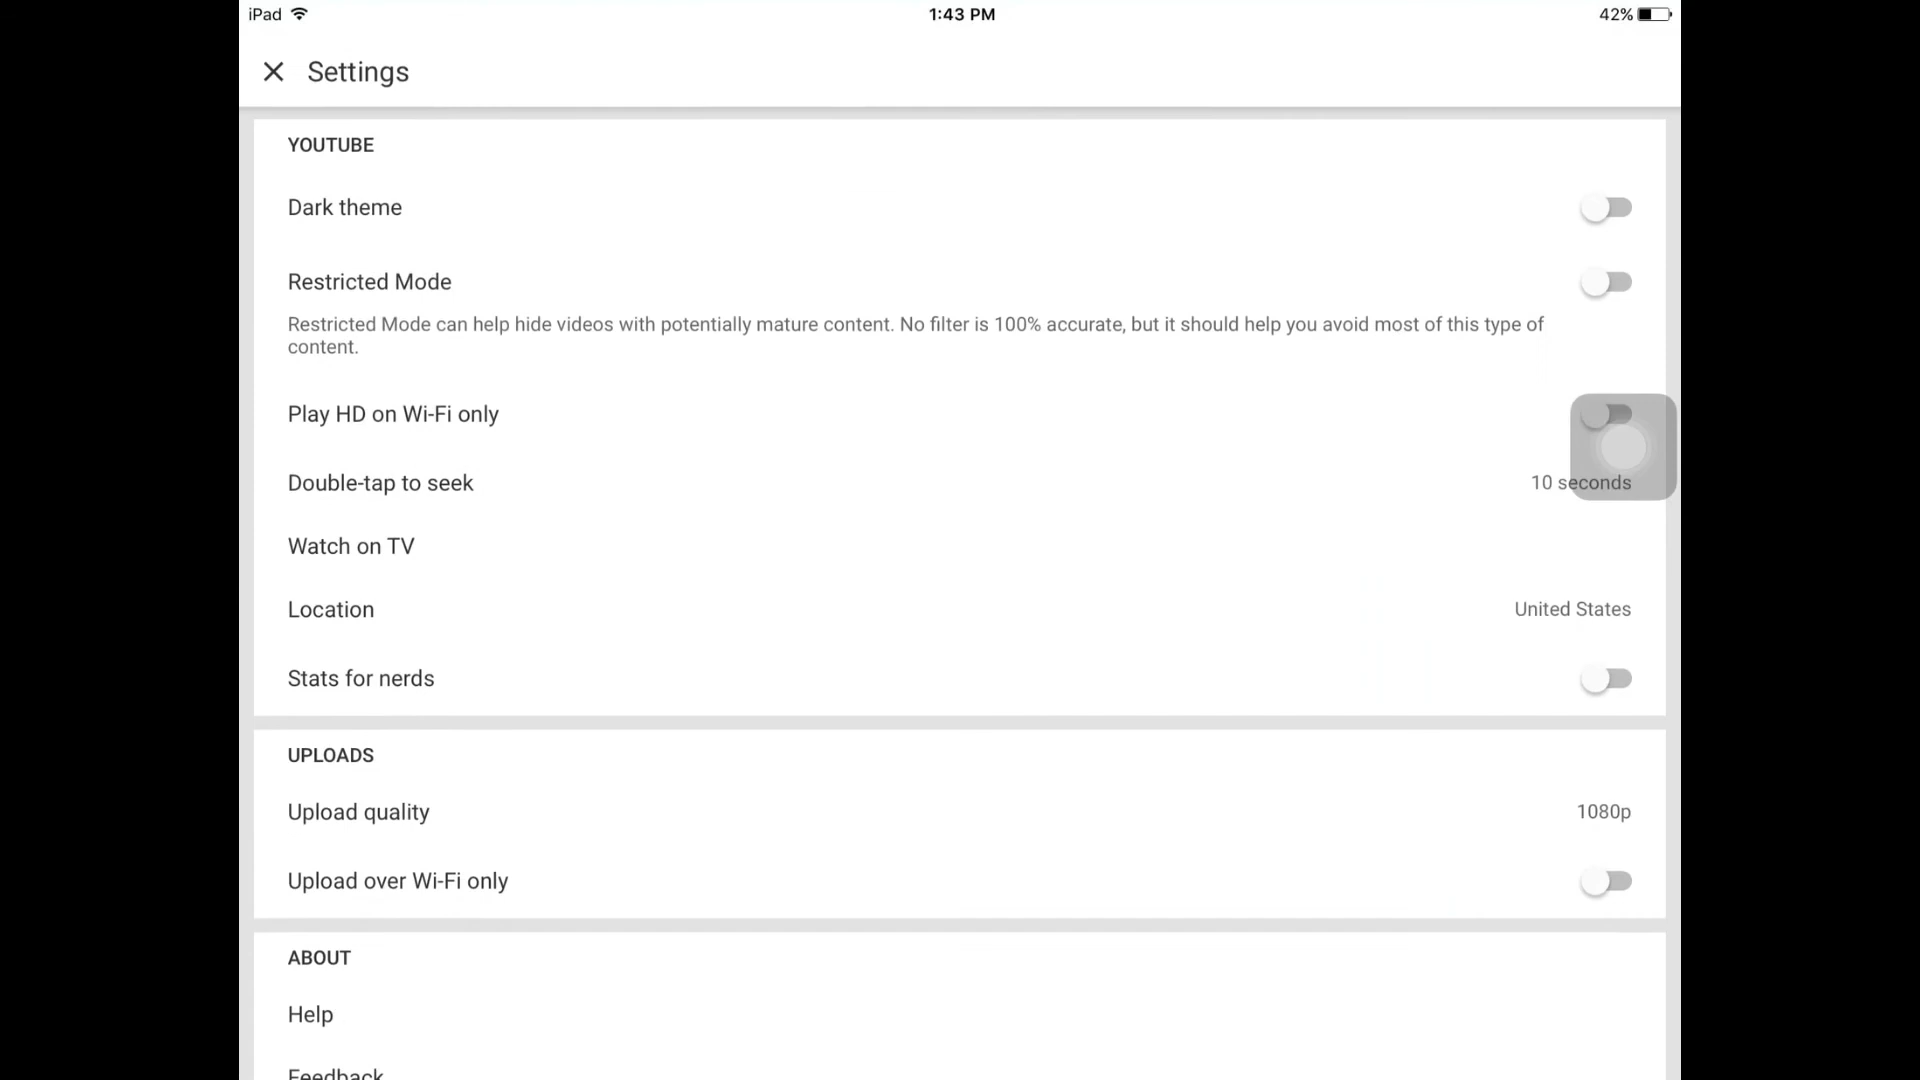 iPad 1:43 PM 42%
Settings
YOUTUBE
Dark theme
Restricted Mode
Restricted Mode can help hide videos with potentially mature content. No filter is 100% accurate, but it should help you avoid most of this type of
content.
Play HD on Wi-Fi only
Double-tap to seek 10 seconds
Watch on TV
Location United States
Stats for nerds
UPLOADS
Upload quality 1080p
Upload over Wi-Fi only
ABOUT
Help
Feedback